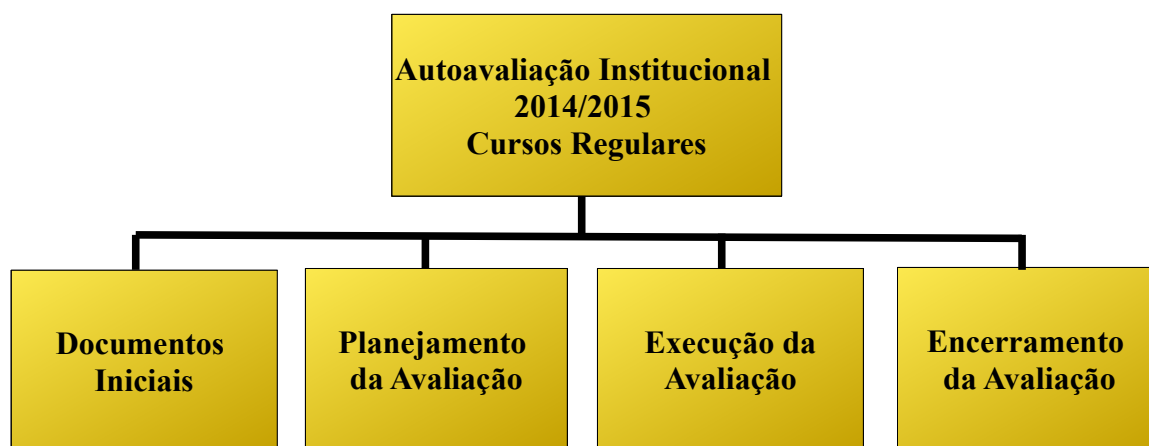 Autoavaliação Institucional
2014/2015
Cursos Regulares
Documentos
Iniciais
Planejamento
da Avaliação
Execução da
Avaliação
Encerramento
da Avaliação